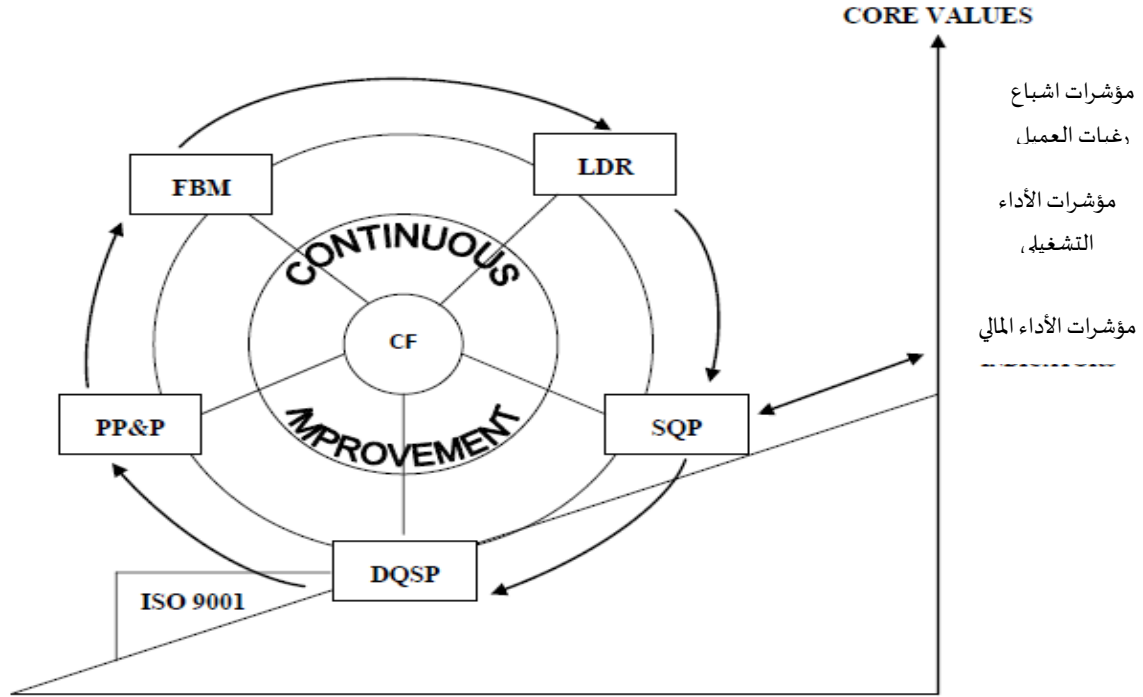 CORE VALUES
مؤشرات اشباع
رغبات العميل
FBM
LDR
مؤشرات الأداء
التشغيلي
CONTINUOUS
CF
مؤشرات الأداء المالي
IMPROVEMENT
PP&P
SQP
DQSP
ISO 9001